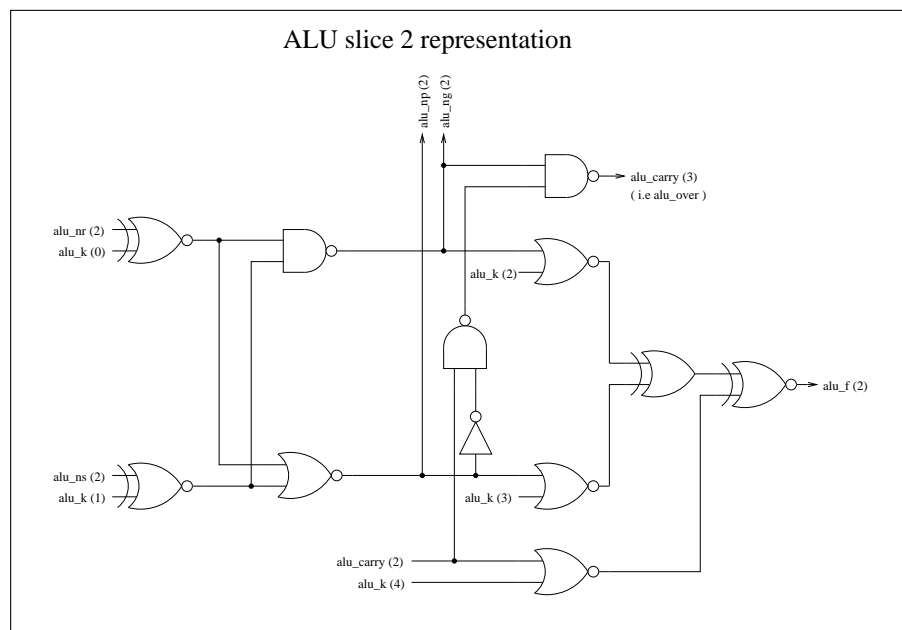 ALU slice 2 representation
alu_np (2)
alu_ng (2)
alu_carry (3)
( i.e alu_over )
alu_nr (2)
alu_k (0)
alu_k (2)
alu_f (2)
alu_ns (2)
alu_k (1)
alu_k (3)
alu_carry (2)
alu_k (4)